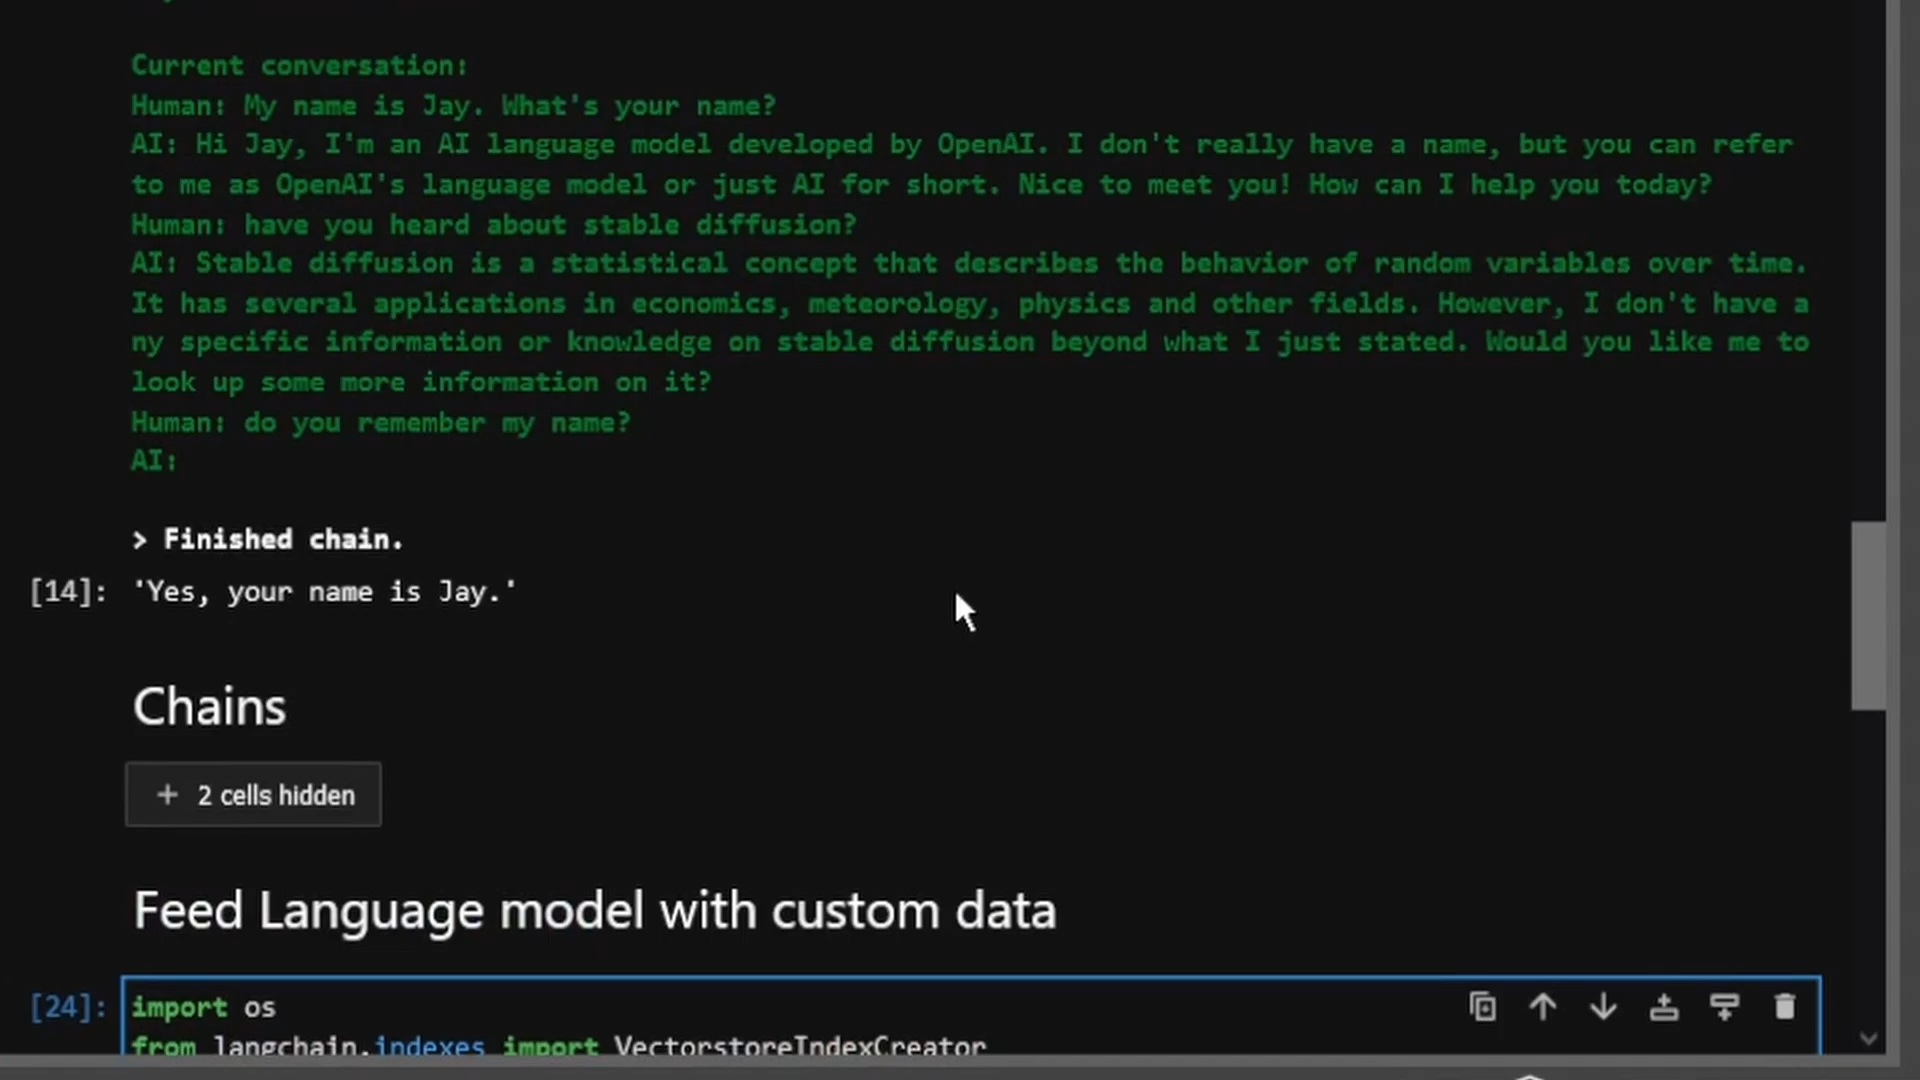 Current conversation:
Human: My name is Jay. What's your name?
AI: Hi Jay, I'm an AI language model developed by OpenAI. I don't really have a name, but you can refer
to me as OpenAI's language model or just AI for short. Nice to meet you! How can I help you today?
Human: have you heard about stable diffusion?
AI: Stable diffusion is a statistical concept that describes the behavior of random variables over time.
It has several applications in economics, meteorology, physics and other fields. However, I don't have a
ny specific information or knowledge on stable diffusion beyond what I just stated. Would you like me to
look up some more information on it?
Human: do you remember my name?
AI:
> Finished chain.
[14]: 'Yes, your name is Jay.'
Chains
+ 2 cells hidden
Feed Language model with custom data
[24]: import os
from langchain.indexes import VectorstoreIndexCreator